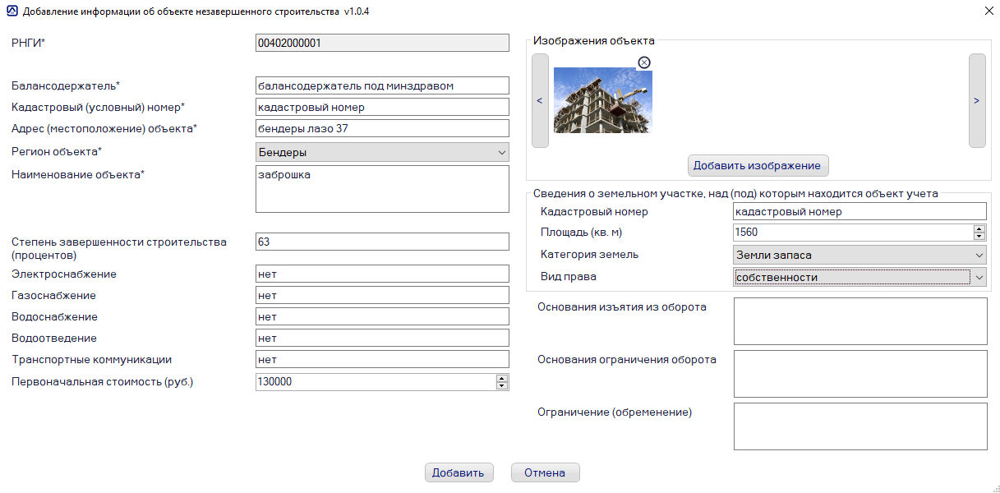 Добавление информации об объекте незавершенного строительства v1.0.4
РНГИ*
00402000001
Балансодержатель*
балансодержатель под минздравом
Кадастровый (условный) номер*
кадастровый номер
Адрес (местоположение) объекта*
бендеры лазо 37
Регион объекта*
Бендеры
Наименование объекта*
заброшка
Степень завершенности строительства
(процентов)
63
Электроснабжение
нет
Газоснабжение
нет
Водоснабжение
нет
Водоотведение
нет
Транспортные коммуникации
нет
Первоначальная стоимость (руб.)
130000
Изображения объекта
<
>
Добавить изображение
Сведения о земельном участке, над (под) которым находится объект учета
Кадастровый номер
кадастровый номер
Площадь (кв. м)
1560
Категория земель
Земли запаса
Вид права
собственности
Основания изъятия из оборота
Основания ограничения оборота
Ограничение (обременение)
Добавить
Отмена